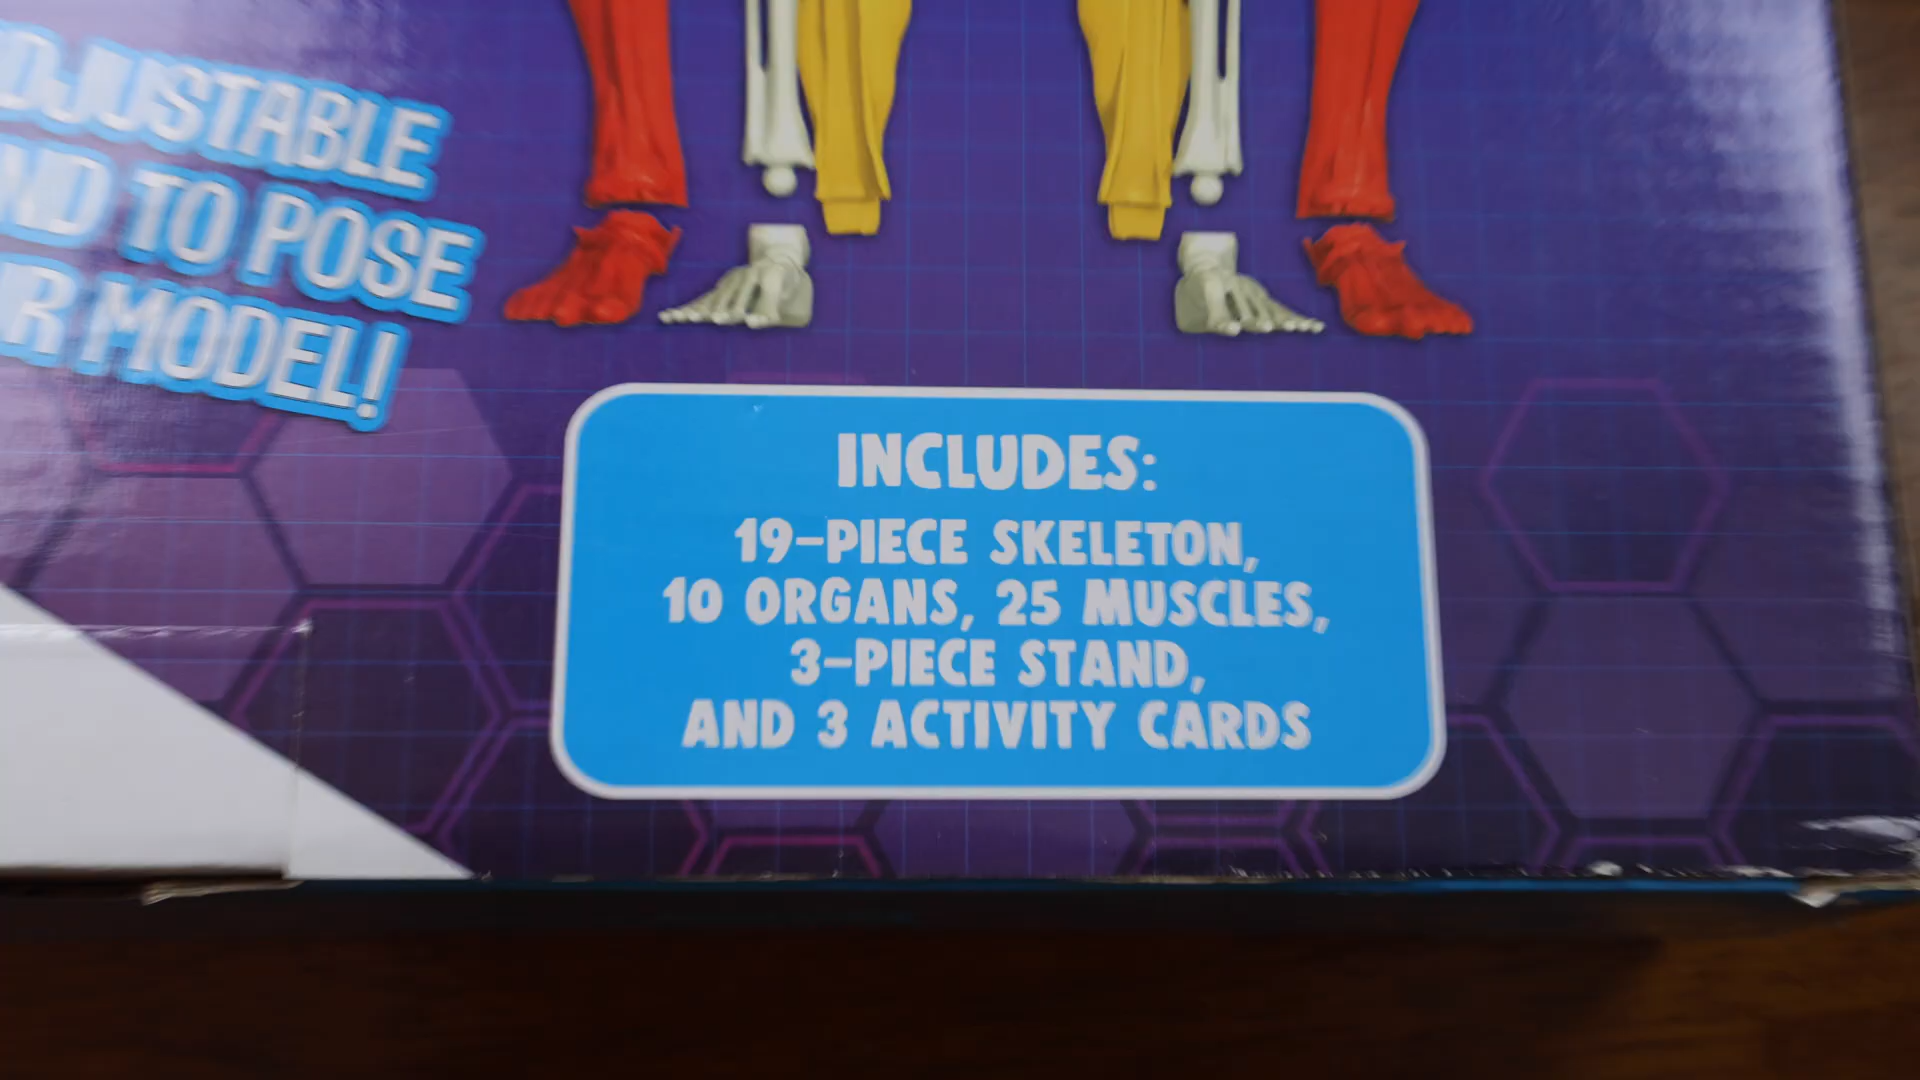 DJUSTABLE
ND TO POSE
R MODEL!
INCLUDES:
19-PIECE SKELETON,
10 ORGANS, 25 MUSCLES,
3-PIECE STAND,
AND 3 ACTIVITY CARDS